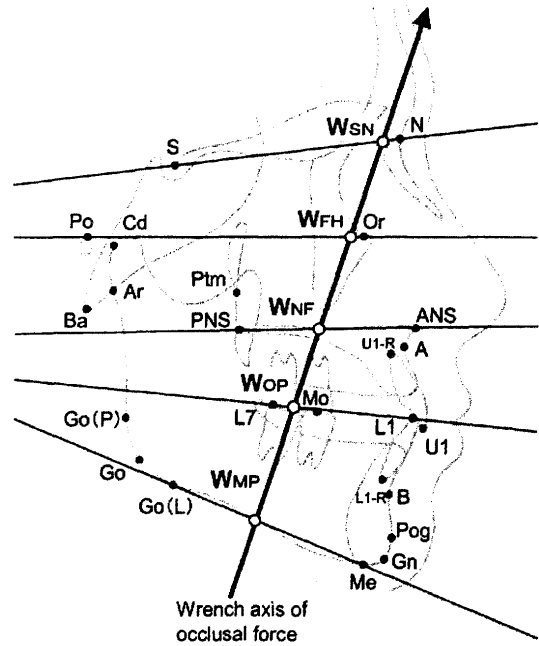 WSN
N
S
WFH
Or
Po
Cd
Ptm
Ar
Ba
WNF
PNS
ANS
U1-R
A
WOP
Mo
L7
L1
U1
Go(P)
Go
Go(L)
WMP
L1-R
B
Pog
Gn
Me
Wrench axis of
occlusal force